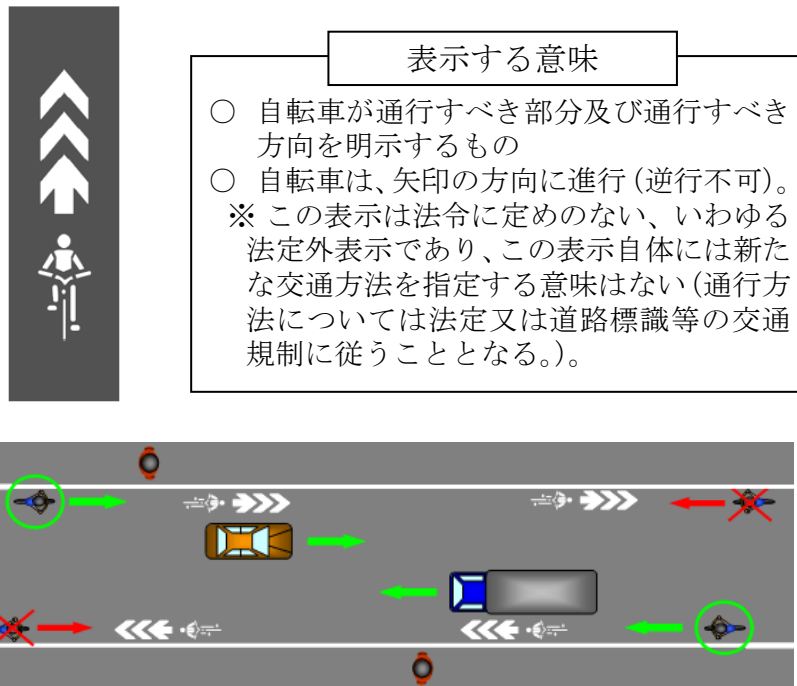 表示する意味
○ 自転車が通行すべき部分及び通行すべき
方向を明示するもの
○ 自転車は、矢印の方向に進行(逆行不可)。
※ この表示は法令に定めのない、いわゆる
法定外表示であり、この表示自体には新た
な交通方法を指定する意味はない(通行方
法については法定又は道路標識等の交通
規制に従うこととなる。)。